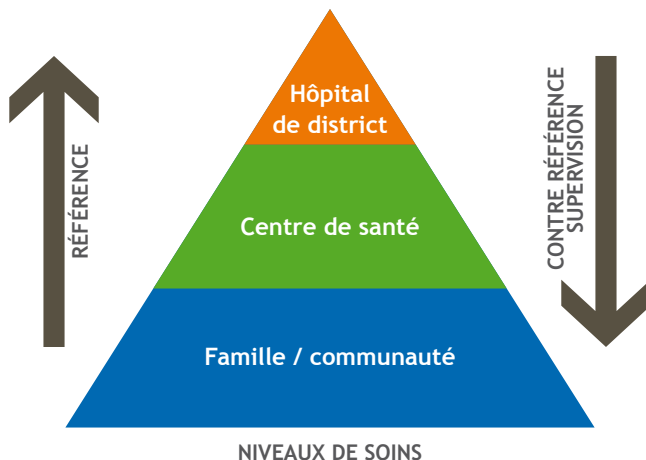 Hôpital
de district
RÉFÉRENCE
CONTRE RÉFÉRENCE
SUPERVISION
Centre de santé
Famille / communauté
NIVEAUX DE SOINS